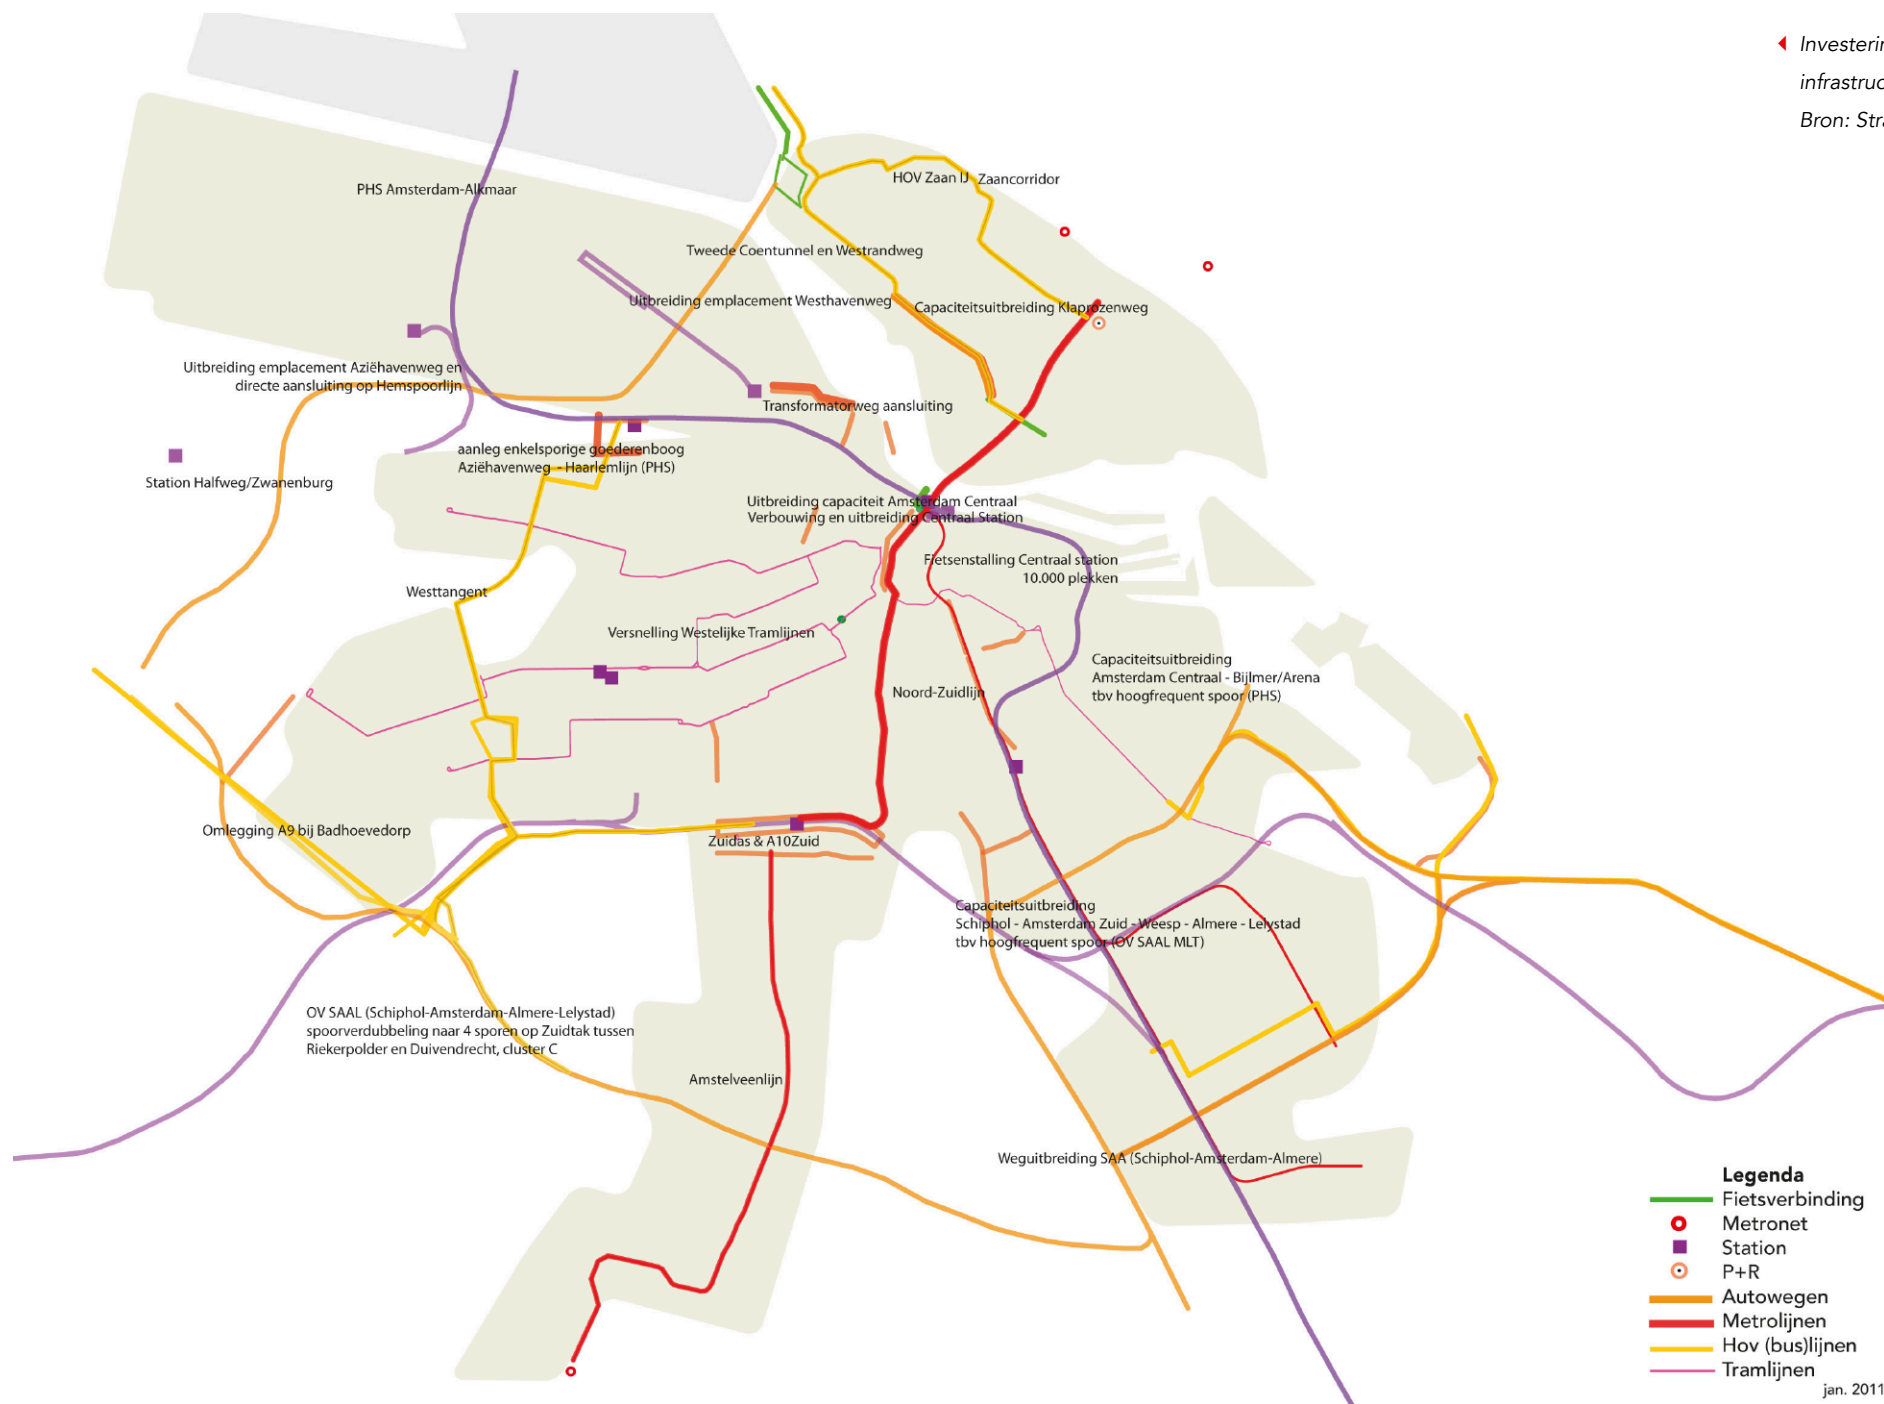 Investerin
infrastruc
Bron: Stra
HOV Zaan IJ Zaancorridor
PHS Amsterdam-Alkmaar
Tweede Coentunnel en Westrandweg
Uitbreiding emplacement Westhavenweg
Capaciteitsuitbreiding Klaprozenweg
Uitbreiding emplacement Aziëhavenweg en
directe aansluiting op Hemspoorlijn
Transformatorweg aansluiting
aanleg enkelsporige goederenboog
Aziëhavenweg - Haarlemlijn (PHS)
Station Halfweg/Zwanenburg
Uitbreiding capaciteit Amsterdam Centraal
Verbouwing en uitbreiding Centraal Station
Fietsenstalling Centraal station
10.000 plekken
Westtangent
Versnelling Westelijke Tramlijnen
Capaciteitsuitbreiding
Amsterdam Centraal - Bijlmer/Arena
tbv hoogfrequent spoor (PHS)
Noord-Zuidlijn
Omlegging A9 bij Badhoevedorp
Zuidas & A10Zuid
Capaciteitsuitbreiding
Schiphol - Amsterdam Zuid - Weesp - Almere - Lelystad
tbv hoogfrequent spoor (OV SAAL MLT)
OV SAAL (Schiphol-Amsterdam-Almere-Lelystad)
spoorverdubbeling naar 4 sporen op Zuidtak tussen
Riekerpolder en Duivendrecht, cluster C
Amstelveenlijn
Weguitbreiding SAA (Schiphol-Amsterdam-Almere)
Legenda
Fietsverbinding
Metronet
Station
P+R
Autowegen
Metrolijnen
Hov (bus)lijnen
Tramlijnen
jan. 2011